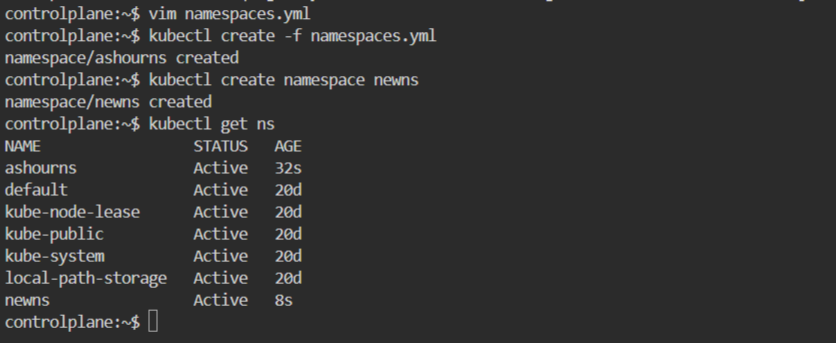 controlplane:~$ vim namespaces.yml
controlplane:~$ kubectl create -f namespaces.yml
namespace/ashourns created
controlplane:~$ kubectl create namespace newns
namespace/newns created
controlplane:~$ kubectl get ns
NAME STATUS AGE
ashourns Active 32s
default Active 20d
kube-node-lease Active 20d
kube-public Active 20d
kube-system Active 20d
local-path-storage Active 20d
newns Active 8s
controlplane:~$